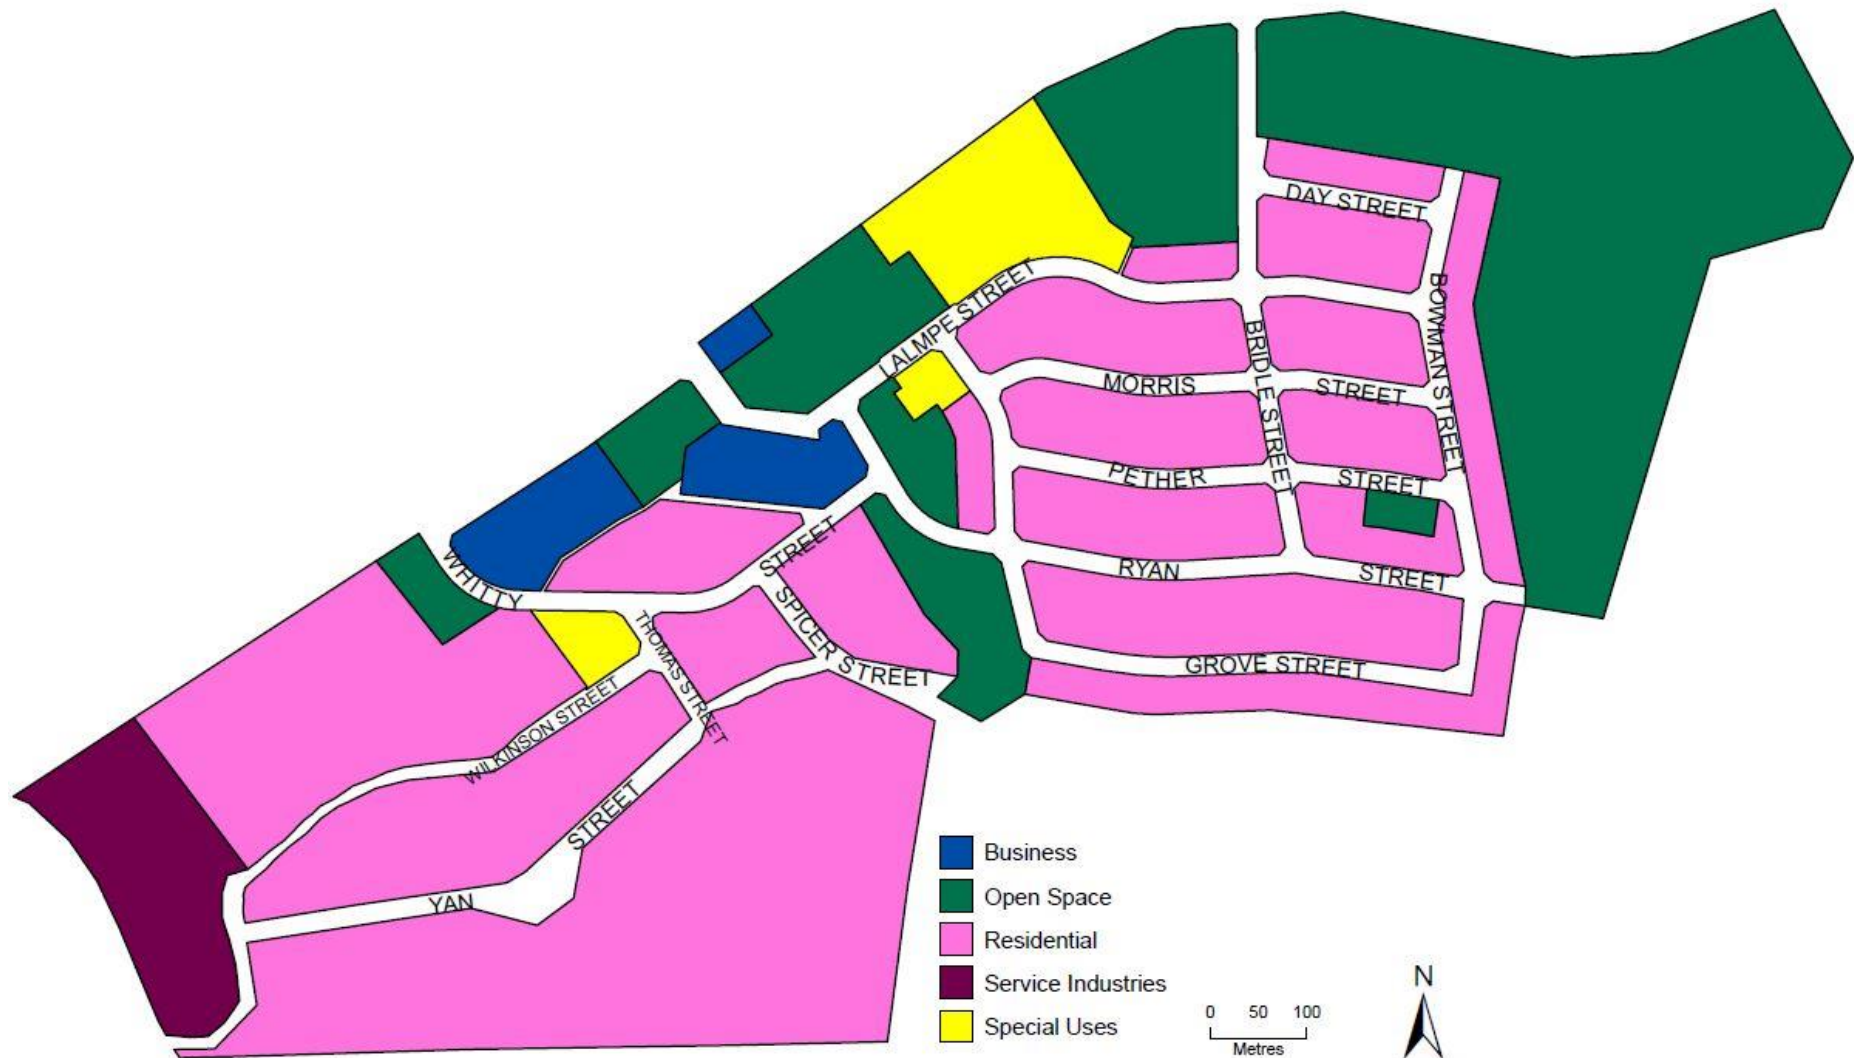 DAY STREET
LALMPE STREET
BOWMAN STREET
BRIDLE STREET
MORRIS STREET
PETHER STREET
WHITTY STREET
RYAN STREET
THOMAS STREET
SPICER STREET
GROVE STREET
WILKINSON STREET
YAN STREET
Business
Open Space
Residential
Service Industries
Special Uses
0 50 100
Metres
N